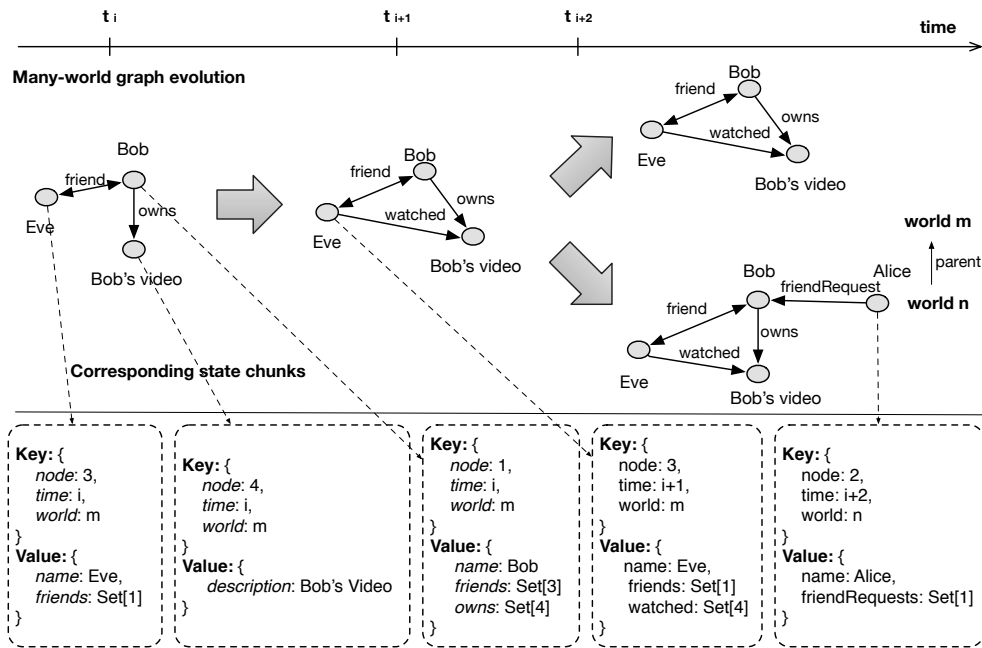 t i
t i+1
t i+2
time
Many-world graph evolution
Bob
friend
owns
Eve
Bob's video
Bob
friend
owns
watched
Eve
Bob's video
Bob
friend
owns
watched
Eve
Bob's video
world m
parent
world n
Bob
Alice
friendRequest
friend
owns
watched
Eve
Bob's video
Corresponding state chunks
Key: {
node: 3,
time: i,
world: m
}
Value: {
name: Eve,
friends: Set[1]
}
Key: {
node: 4,
time: i,
world: m
}
Value: {
description: Bob's Video
}
Key: {
node: 1,
time: i,
world: m
}
Value: {
name: Bob
friends: Set[3]
owns: Set[4]
}
Key: {
node: 3,
time: i+1,
world: m
}
Value: {
name: Eve,
friends: Set[1]
watched: Set[4]
}
Key: {
node: 2,
time: i+2,
world: n
}
Value: {
name: Alice,
friendRequests: Set[1]
}